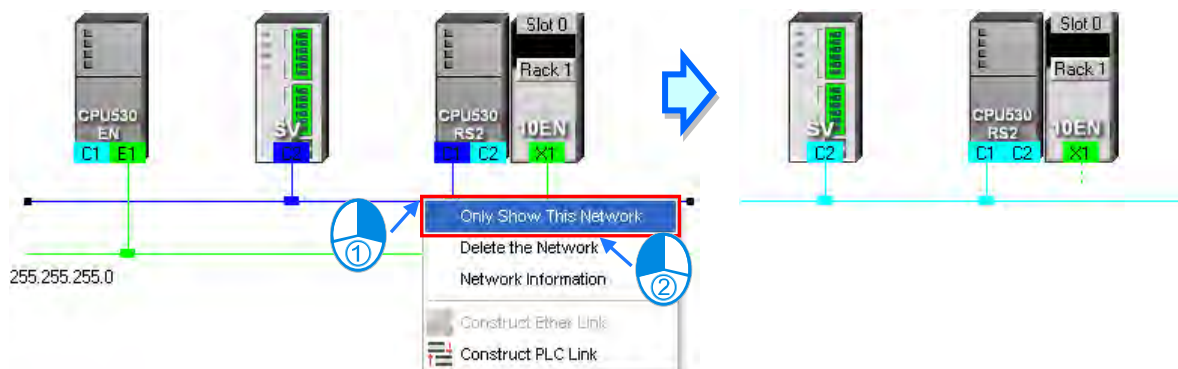 Slot 0
Rack 1
CPU530
EN
C1 E1
SV
C2
CPU530
RS2
C1 C2
10EN
X1
255.255.255.0
①
Only Show This Network
②
Delete the Network
Network Information
Construct Ether Link
Construct PLC Link
SV
C2
Slot 0
Rack 1
CPU530
RS2
C1 C2
10EN
X1